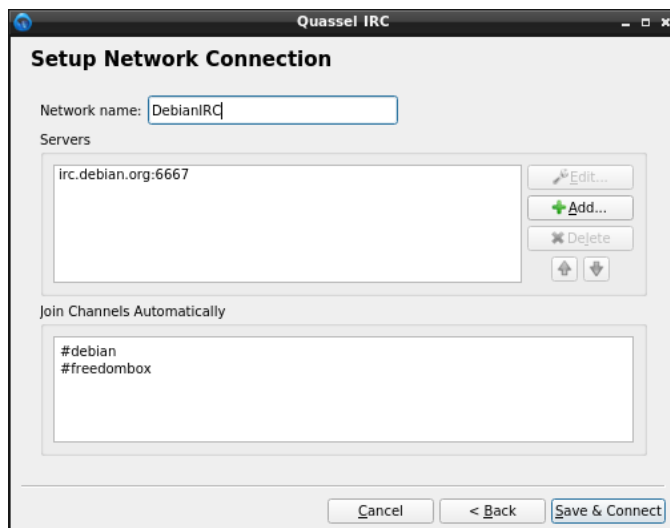 Quassel IRC
Setup Network Connection
Network name: DebianIRC
Servers
irc.debian.org:6667
Edit...
Add...
Delete
Join Channels Automatically
#debian
#freedombox
Cancel
< Back
Save & Connect